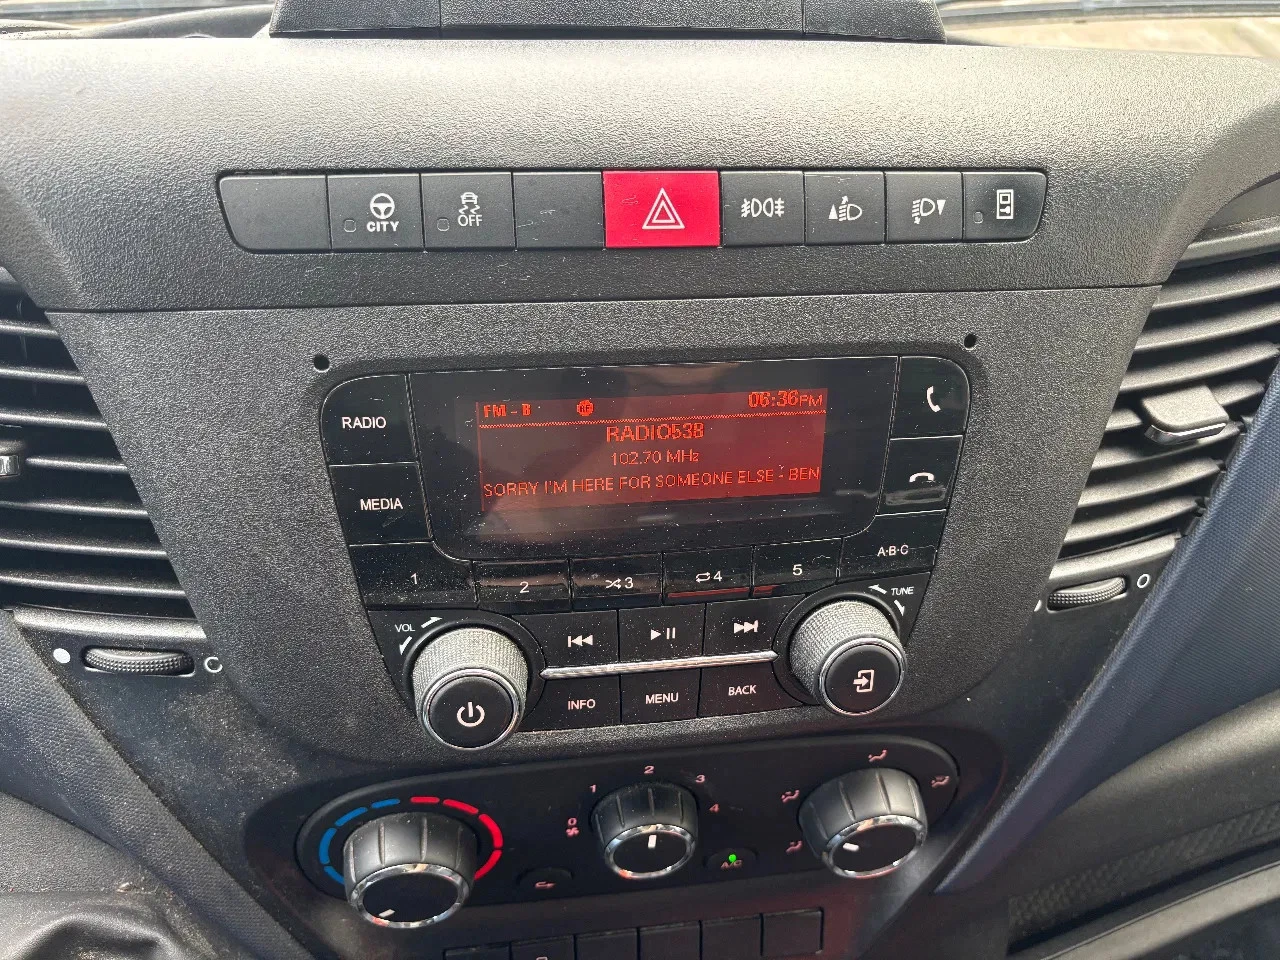 CITY
OFF
FM - B
06:36PM
RADIO538
102.70 MHz
SORRY I'M HERE FOR SOMEONE ELSE - BEN
RADIO
MEDIA
1
2
3
4
5
A·B·C
VOL
TUNE
INFO
MENU
BACK
0
1
2
3
4
A/C